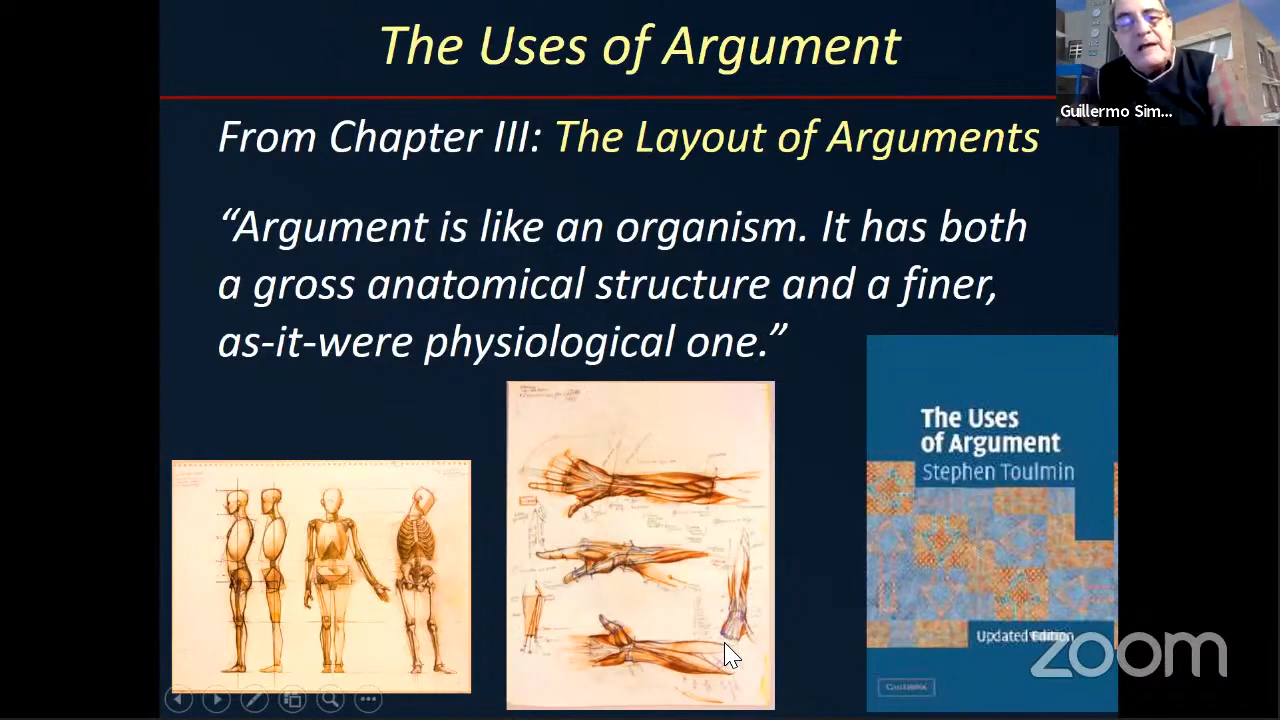 The Uses of Argument
Guillermo Sim...
From Chapter III: The Layout of Arguments
“Argument is like an organism. It has both
a gross anatomical structure and a finer,
as-it-were physiological one.”
The Uses
of Argument
Stephen Toulmin
Updated Edition
zoom